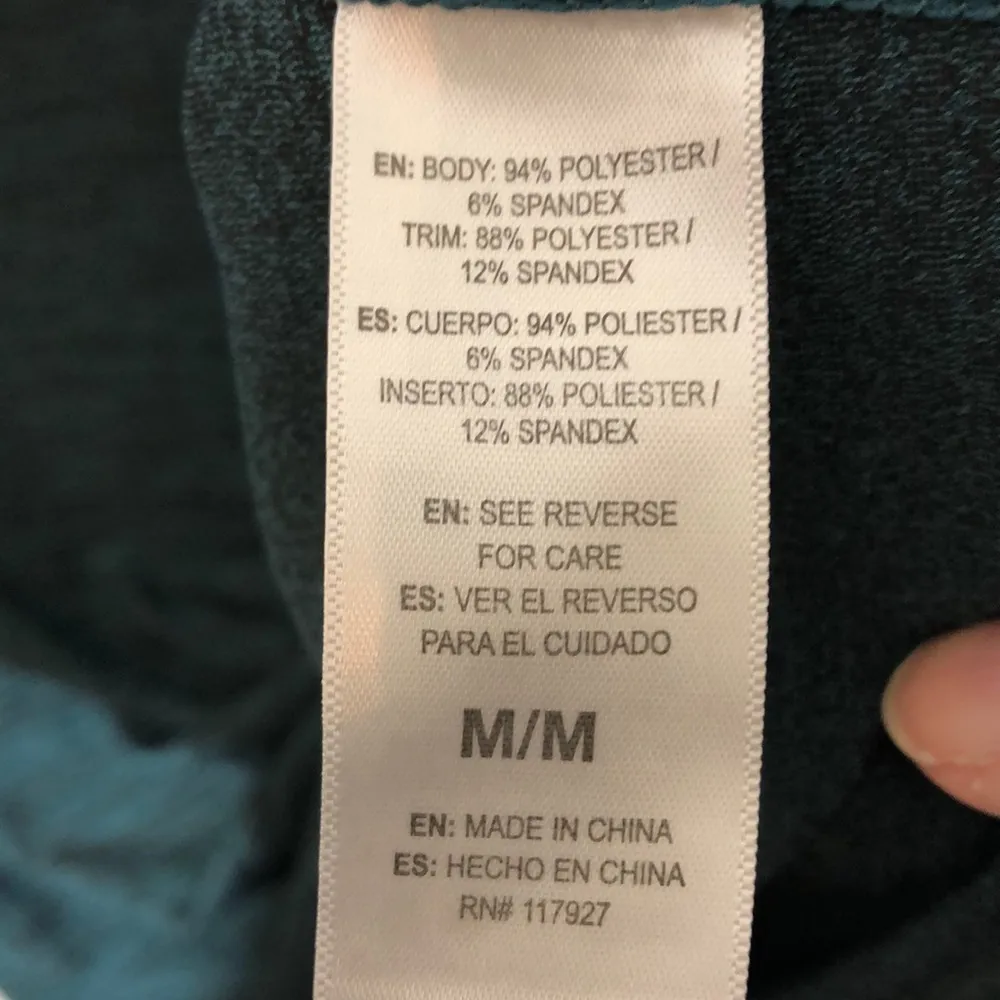 EN: BODY: 94% POLYESTER /
6% SPANDEX
TRIM: 88% POLYESTER /
12% SPANDEX
ES: CUERPO: 94% POLIESTER /
6% SPANDEX
INSERTO: 88% POLIESTER /
12% SPANDEX
EN: SEE REVERSE
FOR CARE
ES: VER EL REVERSO
PARA EL CUIDADO
M/M
EN: MADE IN CHINA
ES: HECHO EN CHINA
RN# 117927